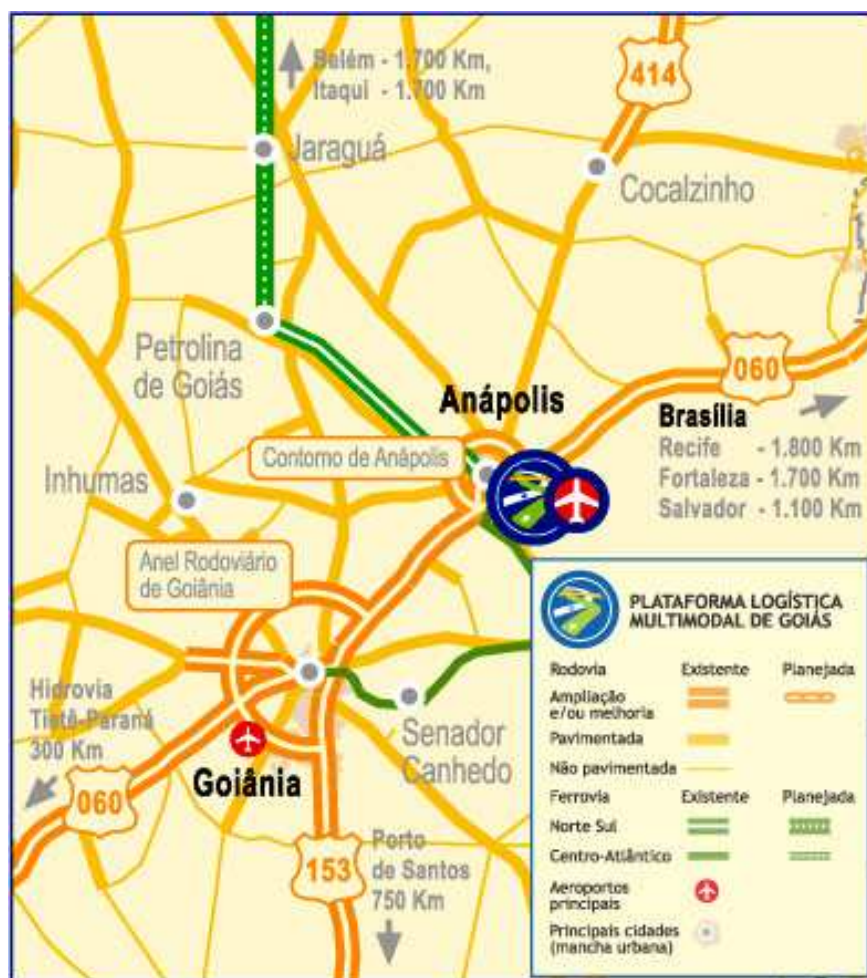 Belém - 1.700 Km,
Itaqui - 1.700 Km
414
Jaraguá
Cocalzinho
Petrolina
de Goiás
060
Anápolis
Brasília
Recife - 1.800 Km
Fortaleza - 1.700 Km
Salvador - 1.100 Km
Contorno de Anápolis
Inhumas
Anel Rodoviário
de Goiânia
Hidrovia
Tietê-Paraná
300 Km
Senador
Canhedo
Goiânia
060
153
Porto
de Santos
750 Km
PLATAFORMA LOGÍSTICA
MULTIMODAL DE GOIÁS
Rodovia Existente Planejada
Ampliação
e/ou melhoria
Pavimentada
Não pavimentada
Ferrovia Existente Planejada
Norte Sul
Centro-Atlântico
Aeroportos
principais
Principais cidades
(mancha urbana)